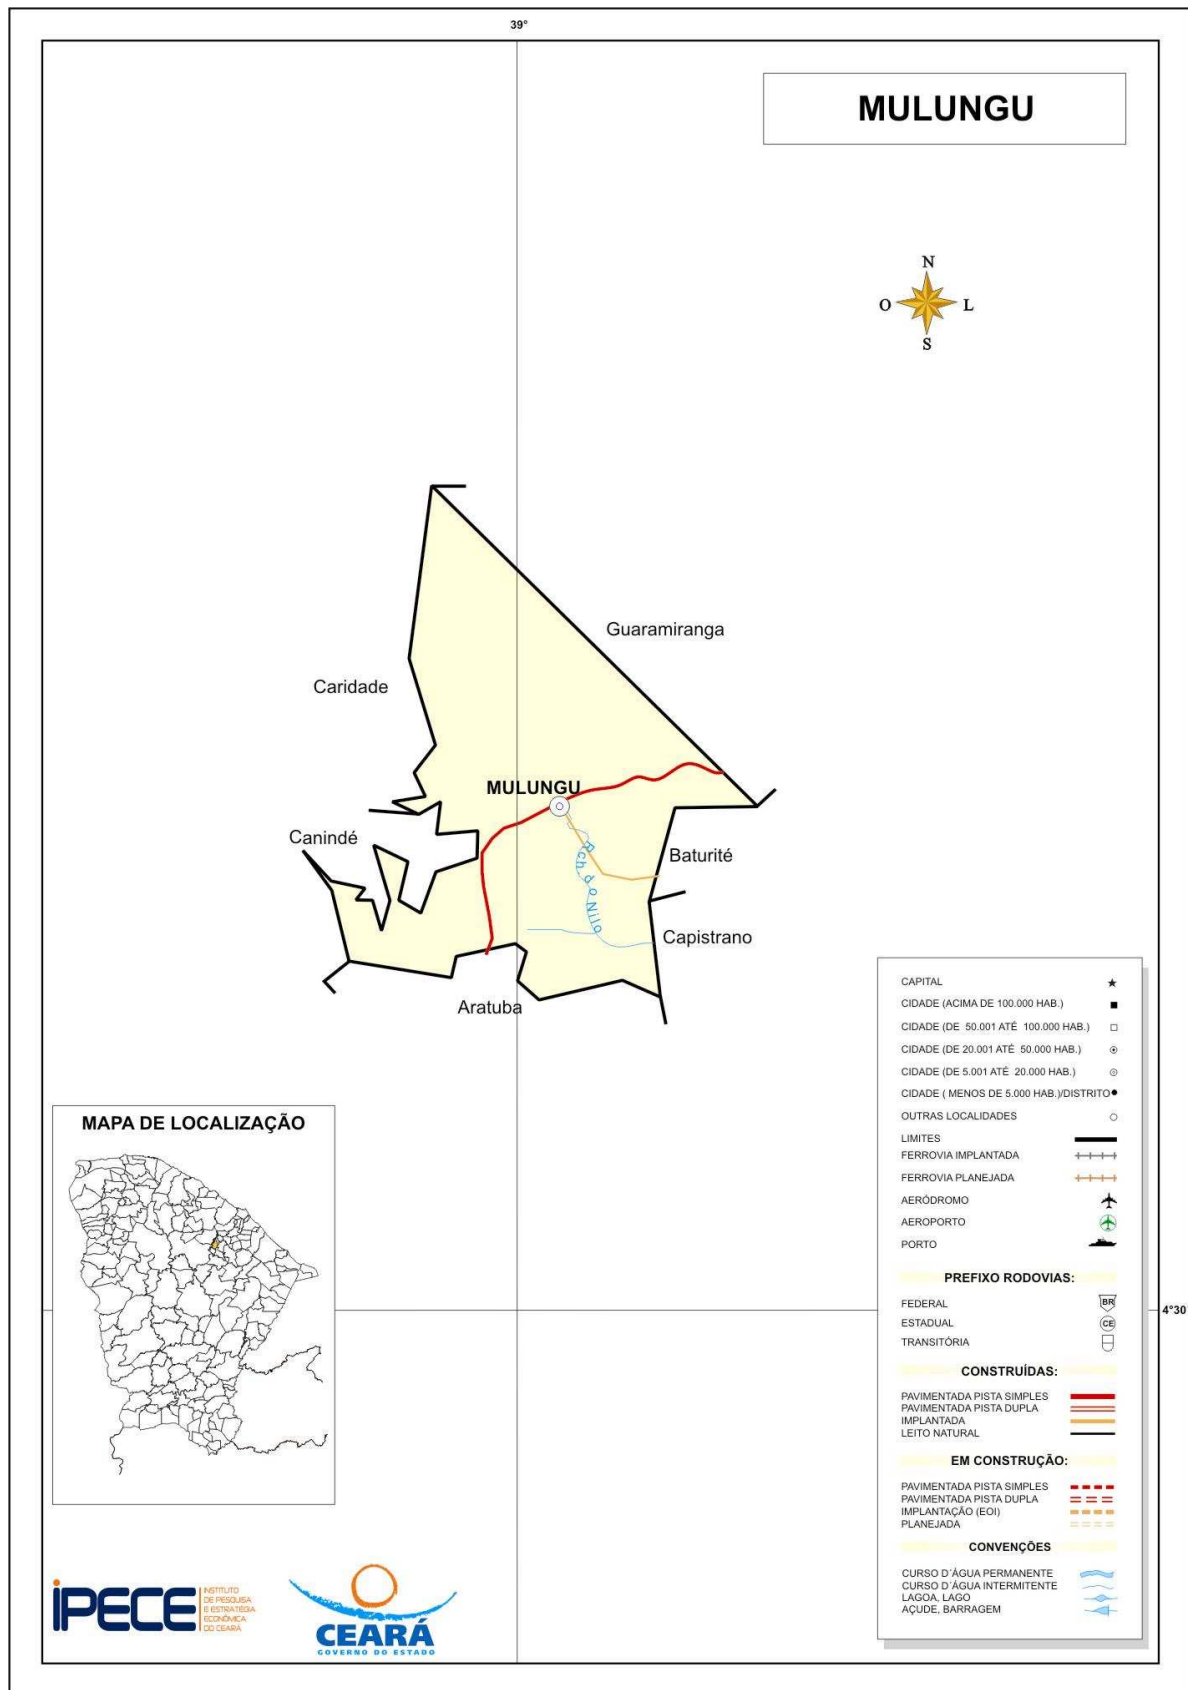 39°
MULUNGU
N
O
L
S
Guaramiranga
Caridade
MULUNGU
Canindé
Baturité
Rch. do Nilo
Capistrano
Aratuba
4°30
MAPA DE LOCALIZAÇÃO
CAPITAL
CIDADE (ACIMA DE 100.000 HAB.)
CIDADE (DE 50.001 ATÉ 100.000 HAB.)
CIDADE (DE 20.001 ATÉ 50.000 HAB.)
CIDADE (DE 5.001 ATÉ 20.000 HAB.)
CIDADE ( MENOS DE 5.000 HAB.)/DISTRITO
OUTRAS LOCALIDADES
LIMITES
FERROVIA IMPLANTADA
FERROVIA PLANEJADA
AERÓDROMO
AEROPORTO
PORTO
PREFIXO RODOVIAS:
FEDERAL BR
ESTADUAL CE
TRANSITÓRIA
CONSTRUÍDAS:
PAVIMENTADA PISTA SIMPLES
PAVIMENTADA PISTA DUPLA
IMPLANTADA
LEITO NATURAL
EM CONSTRUÇÃO:
PAVIMENTADA PISTA SIMPLES
PAVIMENTADA PISTA DUPLA
IMPLANTAÇÃO (EOI)
PLANEJADA
CONVENÇÕES
CURSO D´ÁGUA PERMANENTE
CURSO D´ÁGUA INTERMITENTE
LAGOA, LAGO
AÇUDE, BARRAGEM
IPECE
INSTITUTO
DE PESQUISA
E ESTRATÉGIA
ECONÔMICA
DO CEARÁ
CEARÁ
GOVERNO DO ESTADO